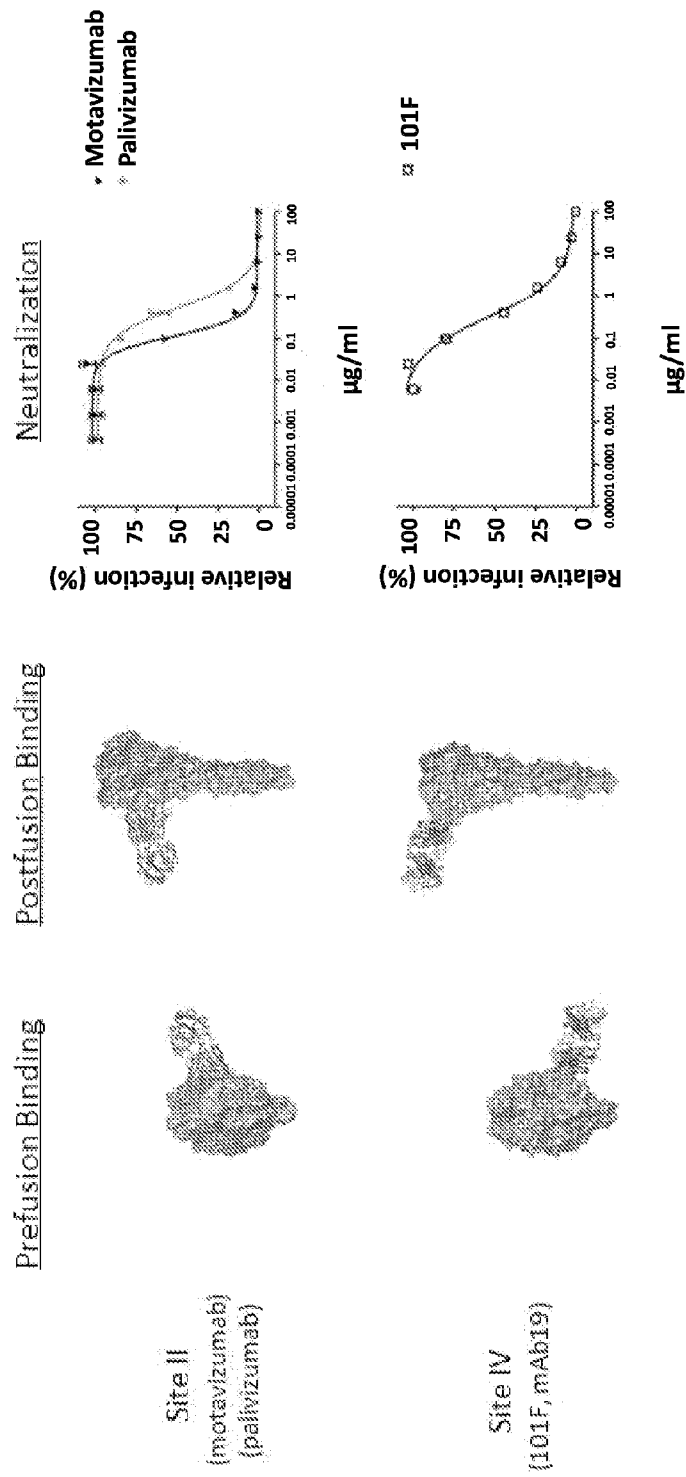 Prefusion Binding
Postfusion Binding
Neutralization
Site II
(motavizumab)
(palivizumab)
Relative infection (%)
100
75
50
25
0
0.00001 0.0001 0.001 0.01 0.1 1 10 100
µg/ml
Motavizumab
Palivizumab
Site IV
(101F, mAb19)
Relative infection (%)
100
75
50
25
0
0.00001 0.0001 0.001 0.01 0.1 1 10 100
µg/ml
101F